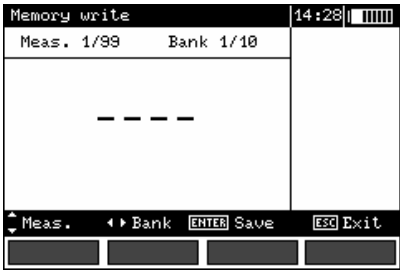 Memory write 14:28
Meas. 1/99 Bank 1/10
----
Meas. Bank ENTER Save ESC Exit